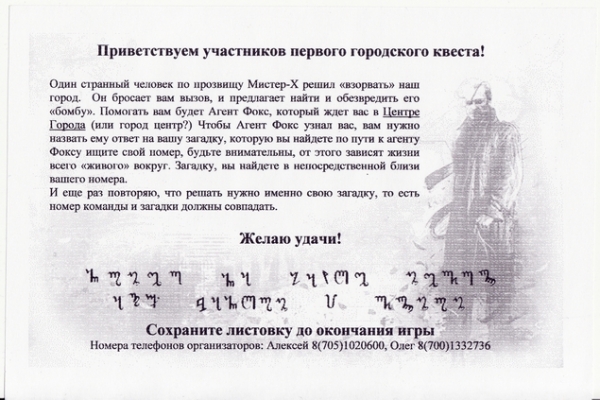 Приветствуем участников первого городского квеста!
Один странный человек по прозвищу Мистер-Х решил «взорвать» наш
город. Он бросает вам вызов, и предлагает найти и обезвредить его
«бомбу». Помогать вам будет Агент Фокс, который ждет вас в Центре
Города (или город центр?) Чтобы Агент Фокс узнал вас, вам нужно
назвать ему ответ на вашу загадку, которую вы найдете по пути к агенту
Фоксу ищите свой номер, будьте внимательны, от этого зависят жизни
всего «живого» вокруг. Загадку, вы найдете в непосредственной близи
вашего номера.
И еще раз повторяю, что решать нужно именно свою загадку, то есть
номер команды и загадки должны совпадать.
Желаю удачи!
Сохраните листовку до окончания игры
Номера телефонов организаторов: Алексей 8(705)1020600, Олег 8(700)1332736